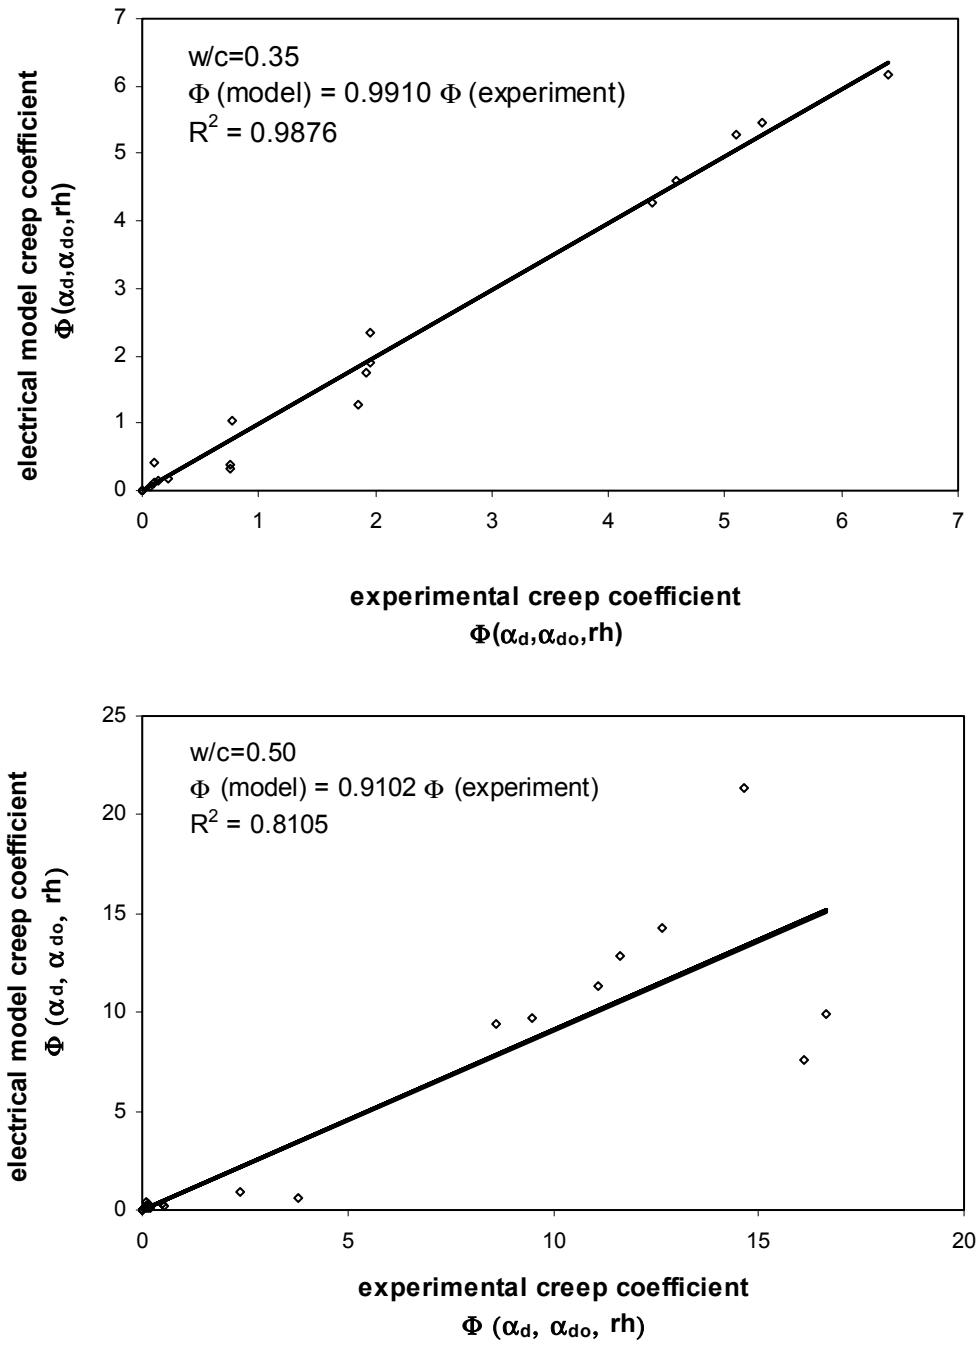 7
6
5
4
3
2
1
0
electrical model creep coefficient
Φ(αd,αdo,rh)
w/c=0.35
Φ (model) = 0.9910 Φ (experiment)
R² = 0.9876
0 1 2 3 4 5 6 7
experimental creep coefficient
Φ(αd,αdo,rh)
25
20
15
10
5
0
electrical model creep coefficient
Φ (αd, αdo, rh)
w/c=0.50
Φ (model) = 0.9102 Φ (experiment)
R² = 0.8105
0 5 10 15 20
experimental creep coefficient
Φ (αd, αdo, rh)